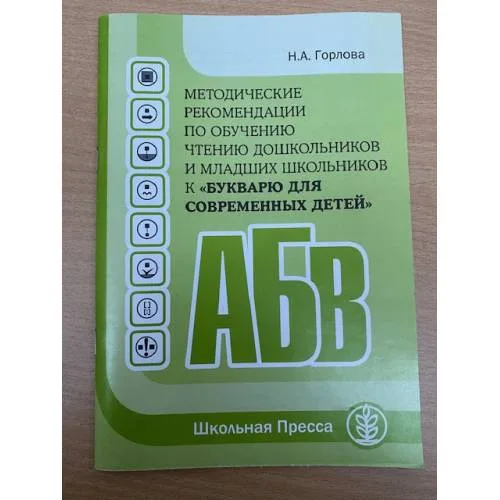 Н.А. Горлова
МЕТОДИЧЕСКИЕ
РЕКОМЕНДАЦИИ
ПО ОБУЧЕНИЮ
ЧТЕНИЮ ДОШКОЛЬНИКОВ
И МЛАДШИХ ШКОЛЬНИКОВ
К «БУКВАРЮ ДЛЯ
СОВРЕМЕННЫХ ДЕТЕЙ»
АБВ
Школьная Пресса